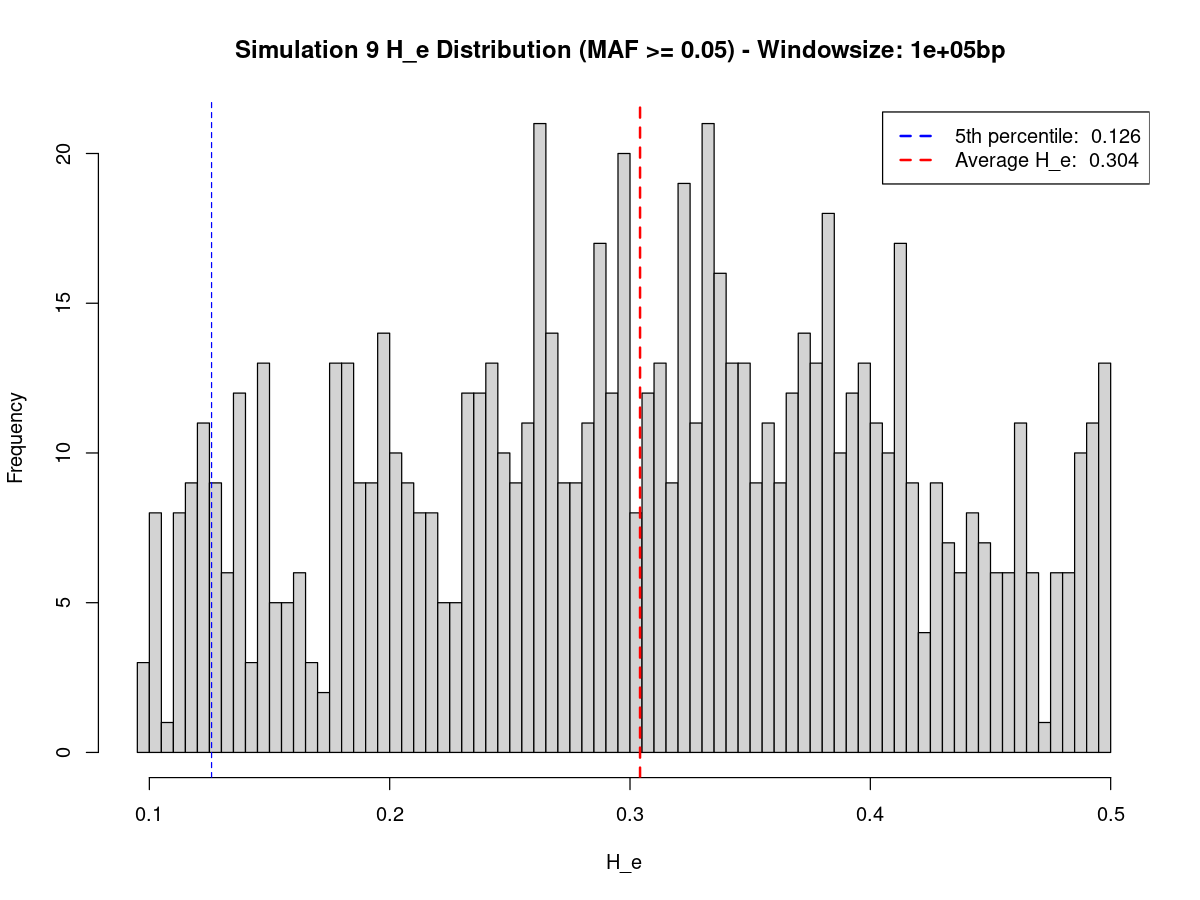 Simulation 9 H_e Distribution (MAF >= 0.05) - Windowsize: 1e+05bp
5th percentile:  0.126
Average H_e:  0.304
Frequency
20
15
10
5
0
0.1
0.2
0.3
0.4
0.5
H_e